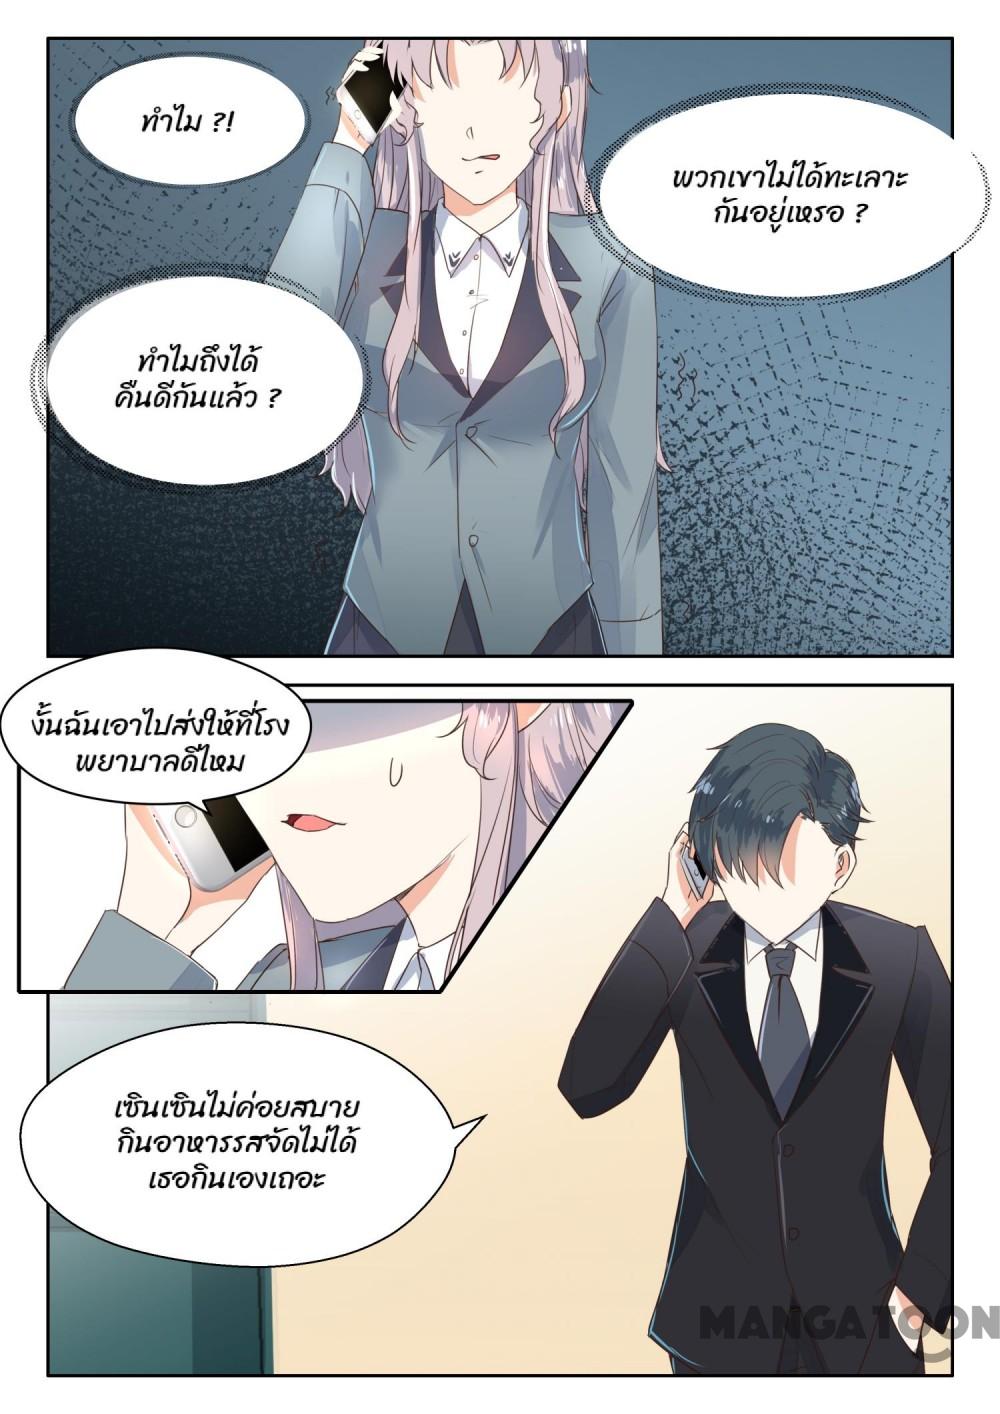 ทำไม ?!
พวกเขาไม่ได้ทะเลาะ
กันอยู่เหรอ ?
ทำไมถึงได้
คืนดีกันแล้ว ?
งั้นฉันเอาไปส่งให้ที่โรง
พยาบาลดีไหม
เซินเซินไม่ค่อยสบาย
กินอาหารรสจัดไม่ได้
เธอกินเองเถอะ
MANGATOON